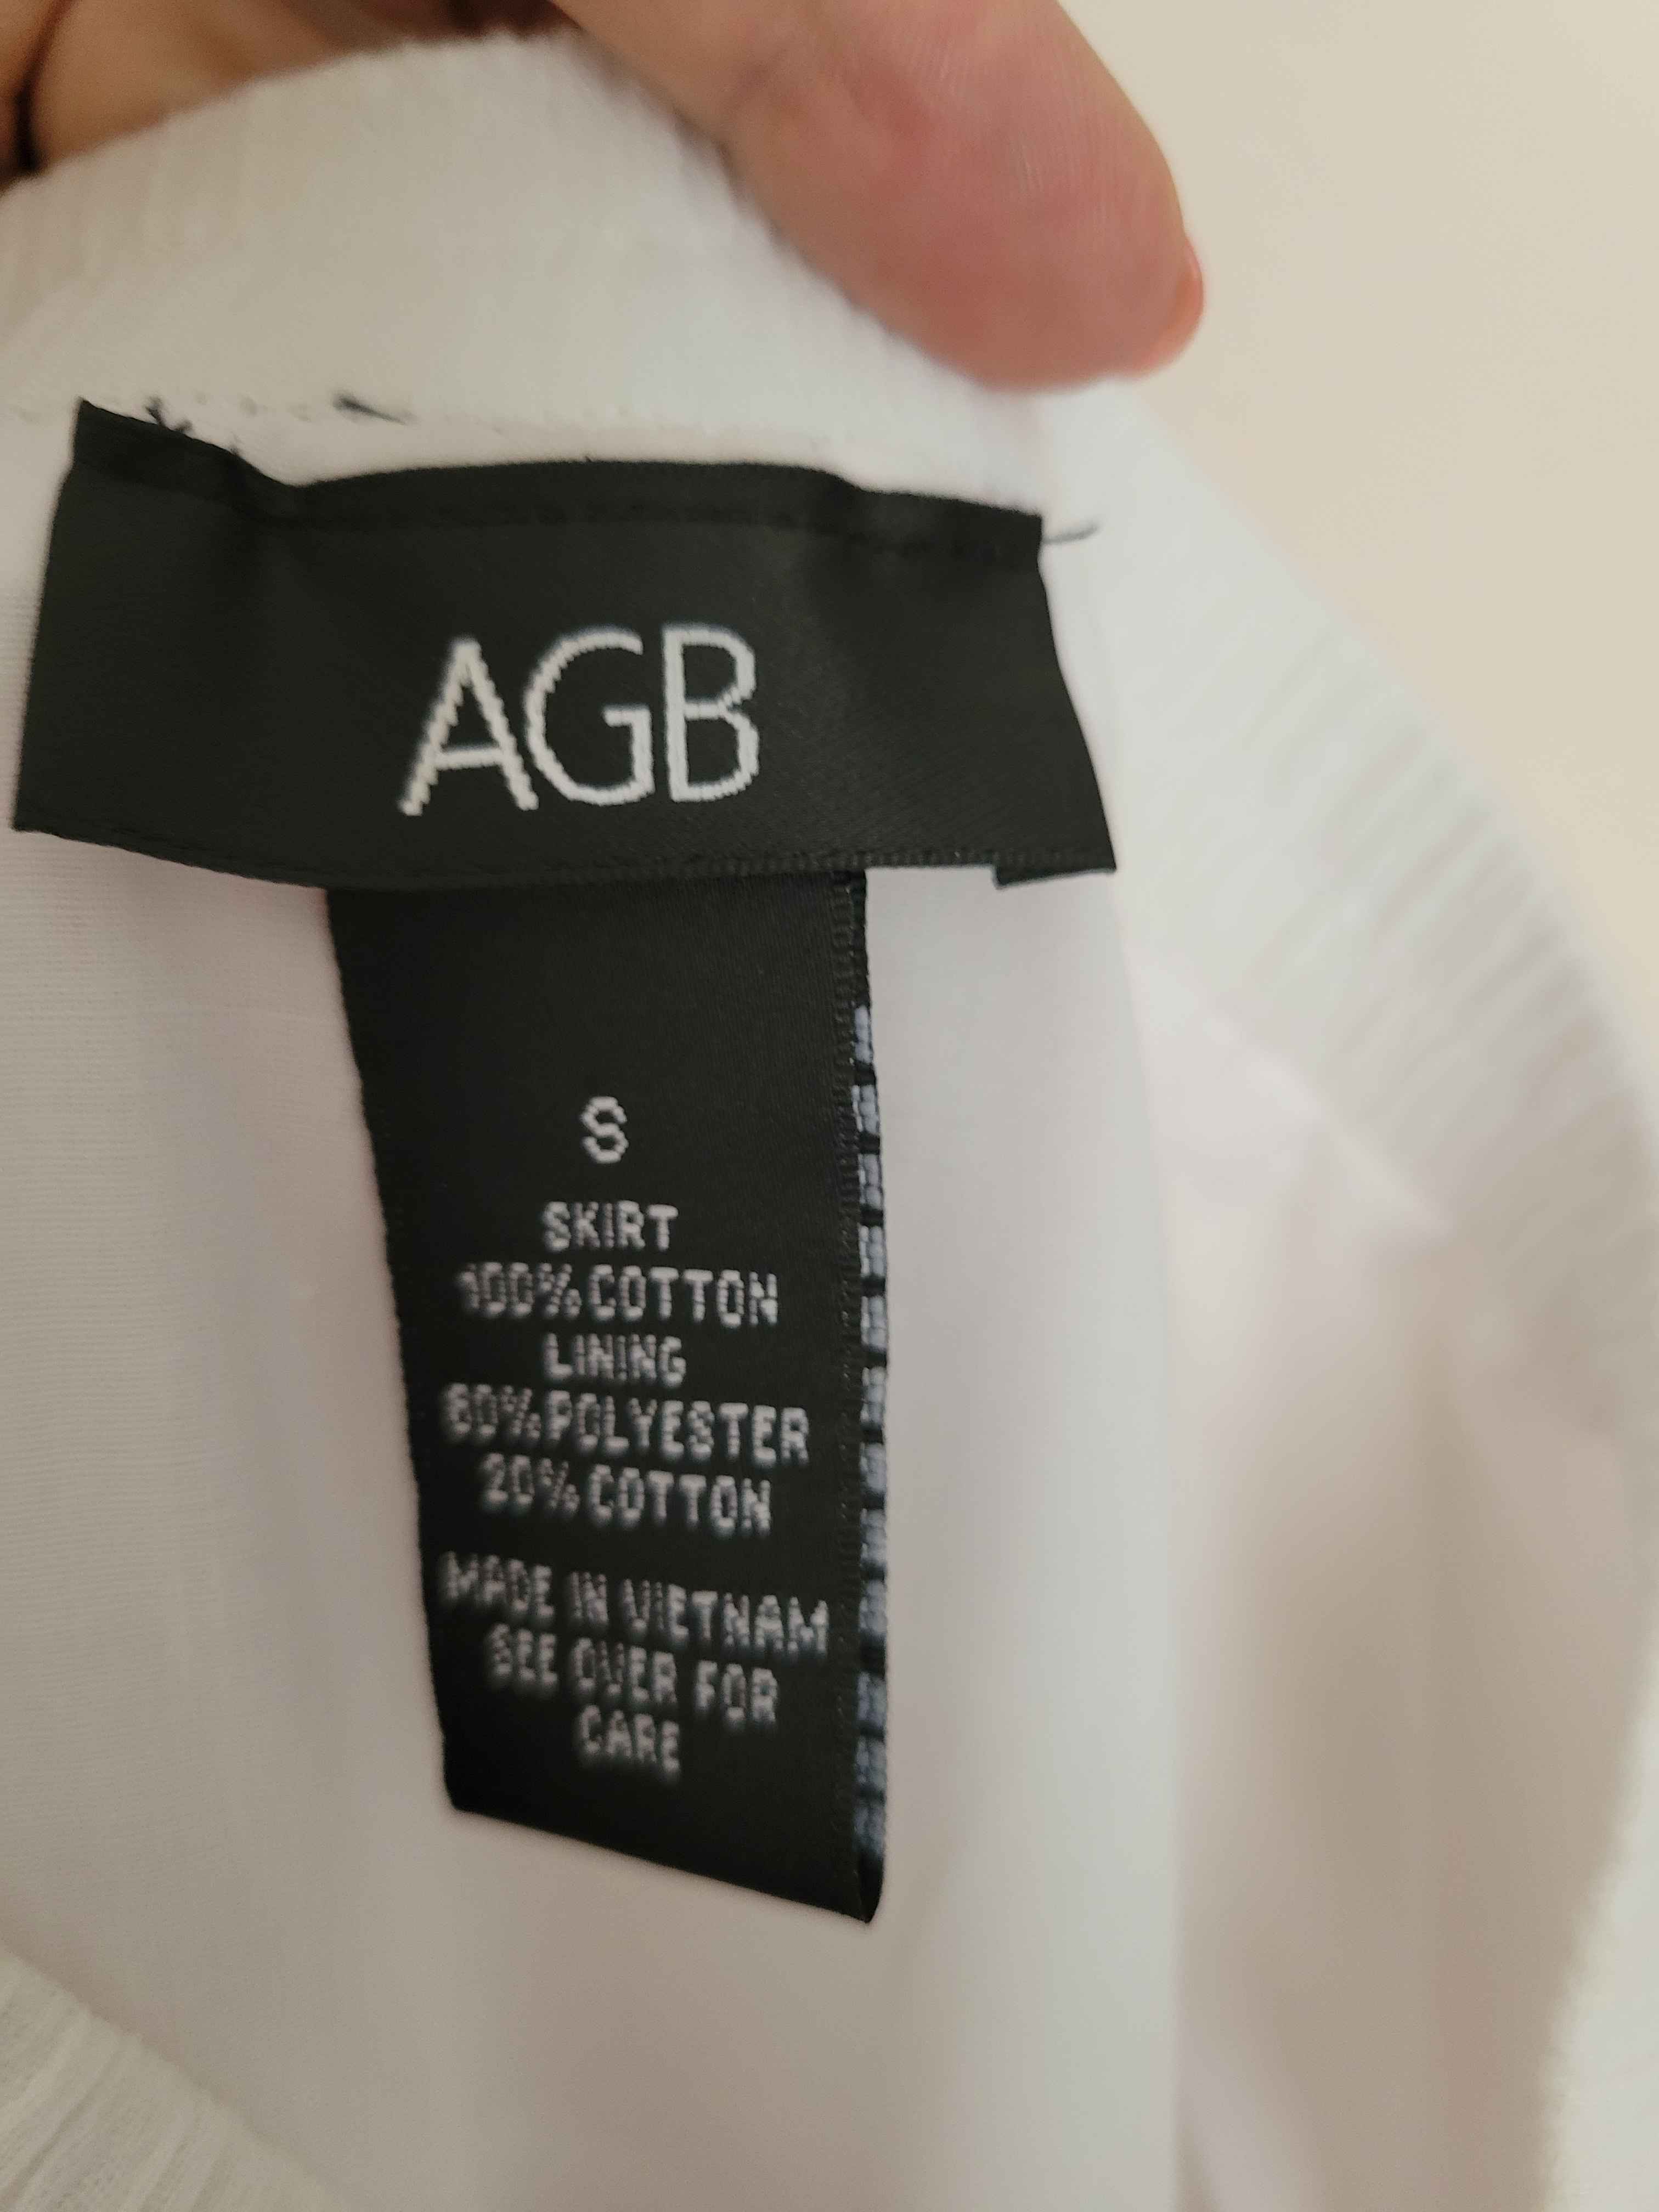 AGB
S
SKIRT
100% COTTON
LINING
80% POLYESTER
20% COTTON
MADE IN VIETNAM
SEE OVER FOR
CARE